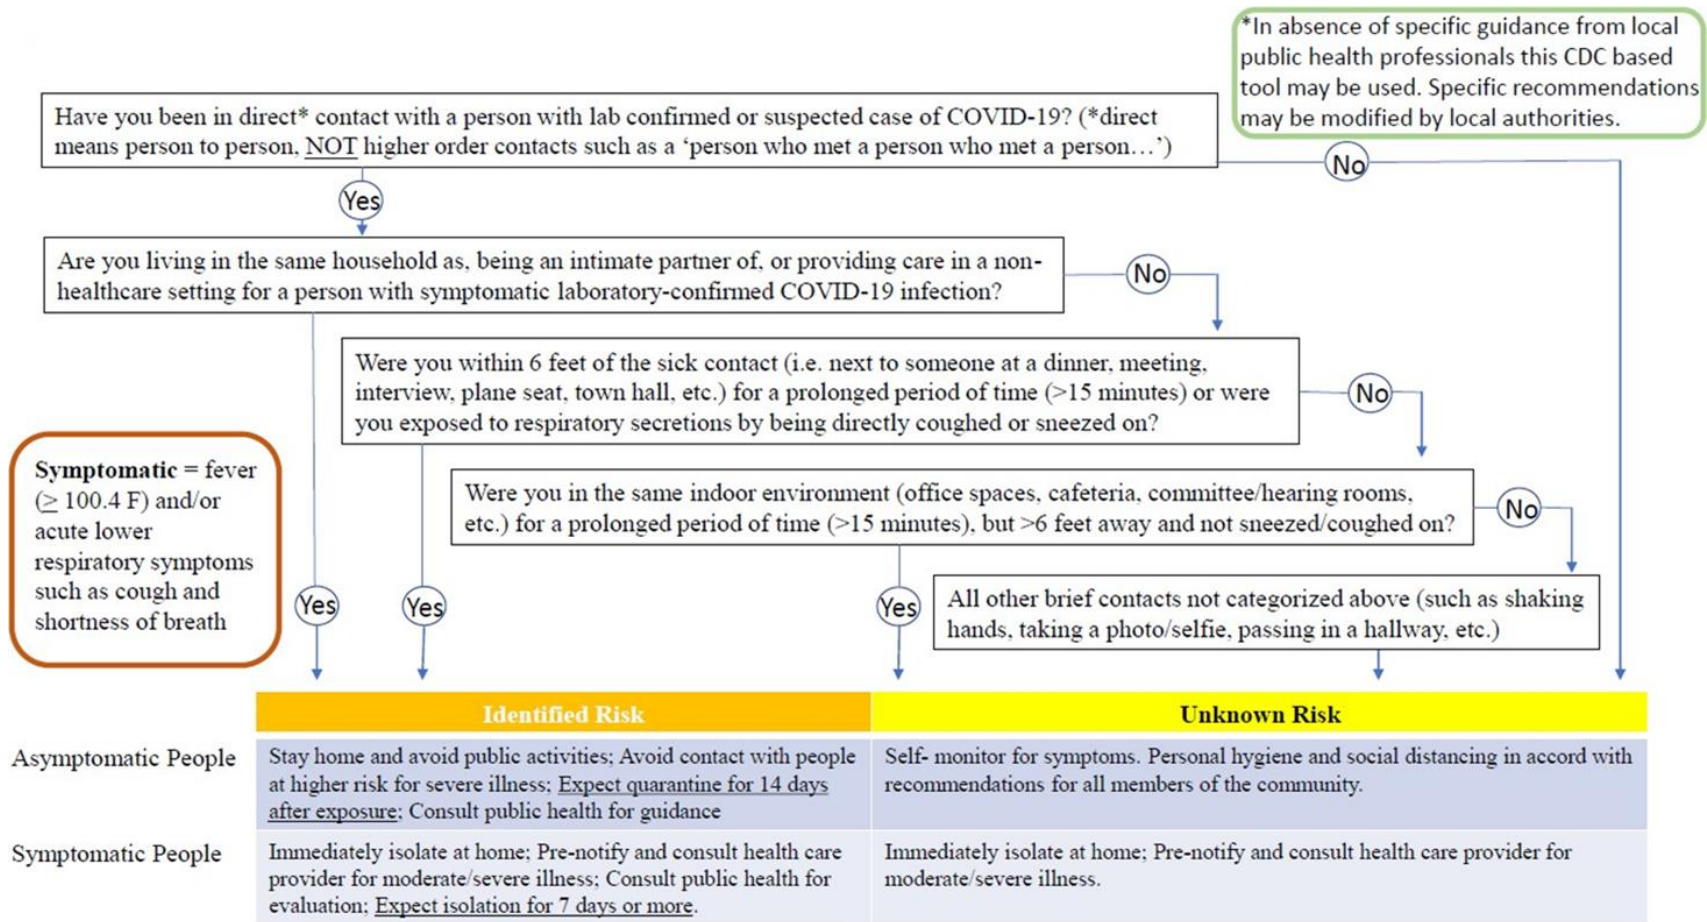 *In absence of specific guidance from local
public health professionals this CDC based
tool may be used. Specific recommendations
may be modified by local authorities.
Have you been in direct* contact with a person with lab confirmed or suspected case of COVID-19? (*direct
means person to person, NOT higher order contacts such as a ‘person who met a person who met a person…’)
No
Yes
Are you living in the same household as, being an intimate partner of, or providing care in a non-
healthcare setting for a person with symptomatic laboratory-confirmed COVID-19 infection?
No
Were you within 6 feet of the sick contact (i.e. next to someone at a dinner, meeting,
interview, plane seat, town hall, etc.) for a prolonged period of time (>15 minutes) or were
you exposed to respiratory secretions by being directly coughed or sneezed on?
No
Symptomatic = fever
(≥ 100.4 F) and/or
acute lower
respiratory symptoms
such as cough and
shortness of breath
Were you in the same indoor environment (office spaces, cafeteria, committee/hearing rooms,
etc.) for a prolonged period of time (>15 minutes), but >6 feet away and not sneezed/coughed on?
No
Yes
Yes
Yes
All other brief contacts not categorized above (such as shaking
hands, taking a photo/selfie, passing in a hallway, etc.)
Identified Risk
Unknown Risk
Asymptomatic People
Stay home and avoid public activities; Avoid contact with people
at higher risk for severe illness; Expect quarantine for 14 days
after exposure; Consult public health for guidance
Self- monitor for symptoms. Personal hygiene and social distancing in accord with
recommendations for all members of the community.
Symptomatic People
Immediately isolate at home; Pre-notify and consult health care
provider for moderate/severe illness; Consult public health for
evaluation; Expect isolation for 7 days or more.
Immediately isolate at home; Pre-notify and consult health care provider for
moderate/severe illness.